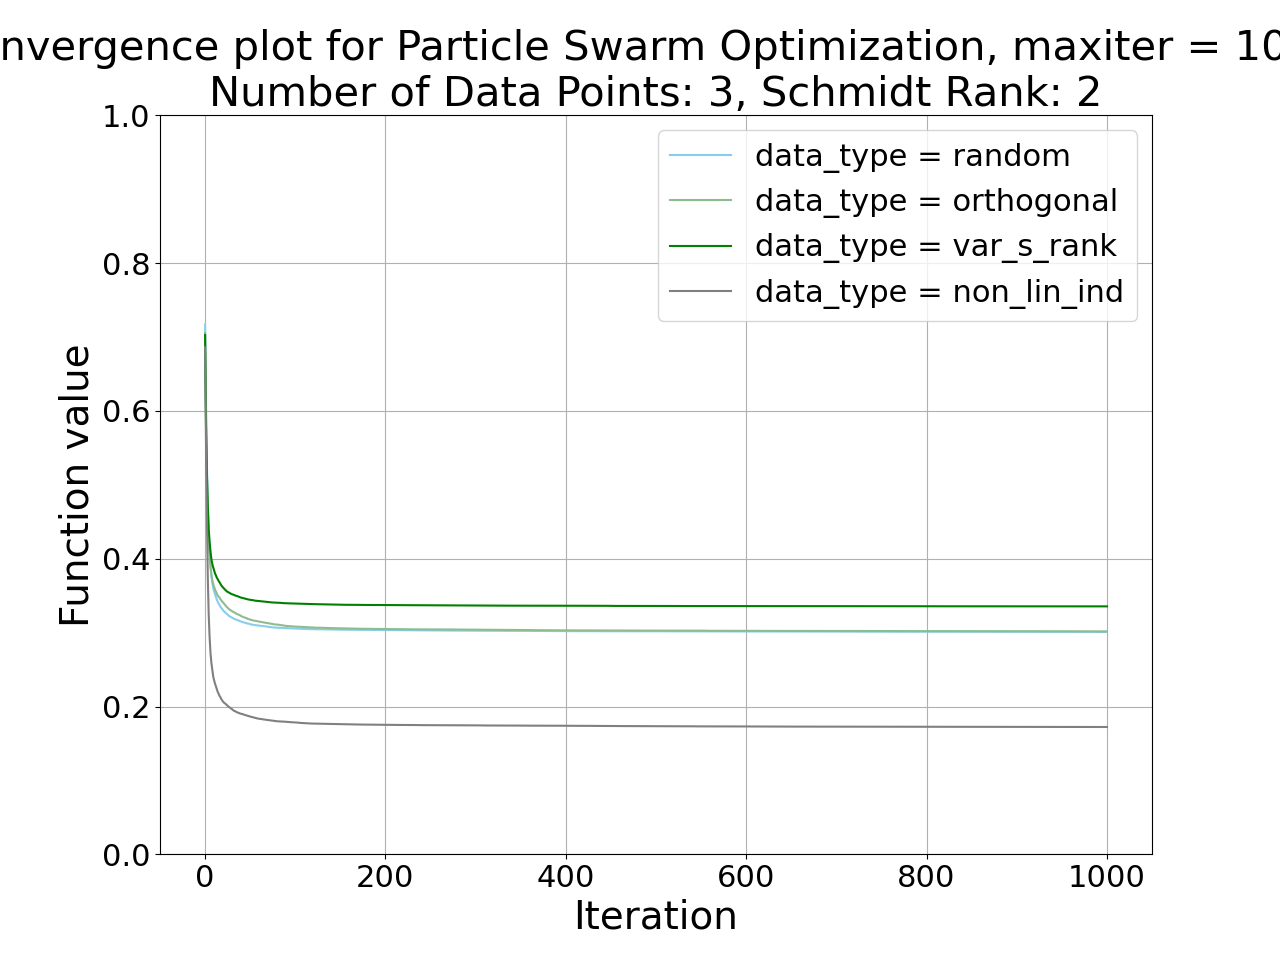 nvergence plot for Particle Swarm Optimization, maxiter = 10
Number of Data Points: 3, Schmidt Rank: 2
1.0
0.8
0.6
0.4
0.2
0.0
Function value
data_type = random
data_type = orthogonal
data_type = var_s_rank
data_type = non_lin_ind
0 200 400 600 800 1000
Iteration